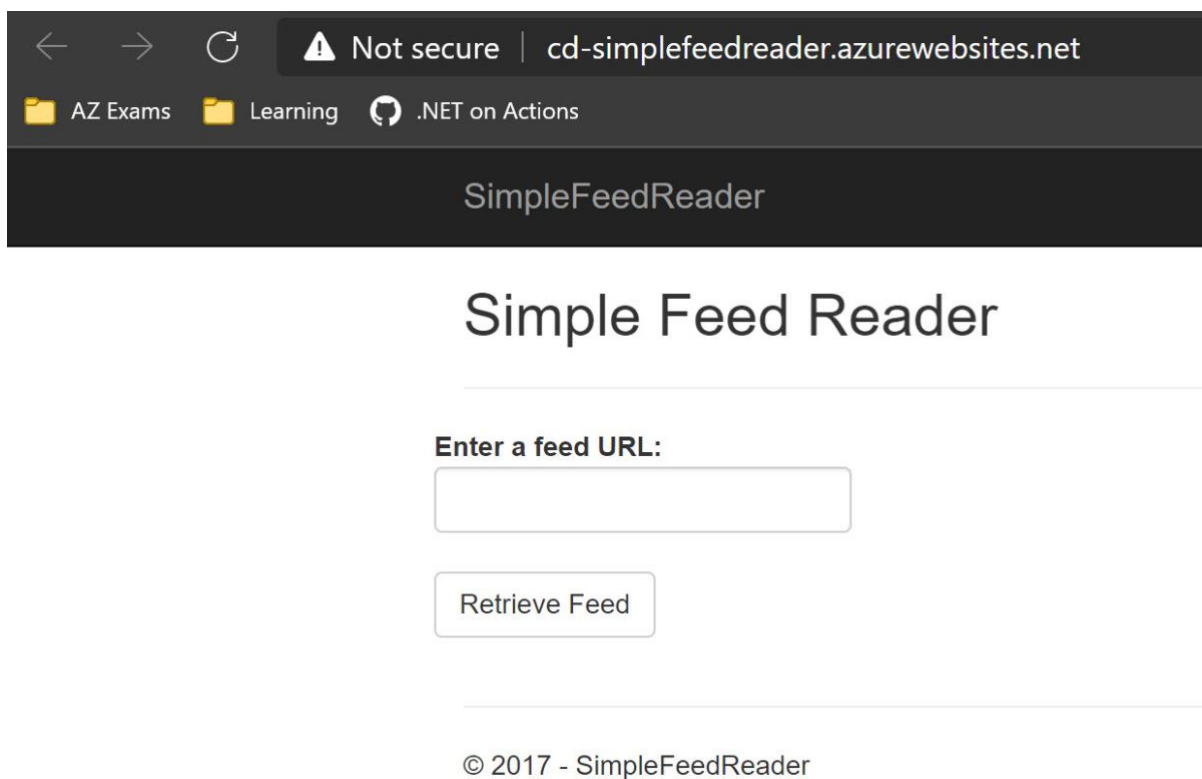 Not secure | cd-simplefeedreader.azurewebsites.net
AZ Exams Learning .NET on Actions
SimpleFeedReader
Simple Feed Reader
Enter a feed URL:
Retrieve Feed
© 2017 - SimpleFeedReader